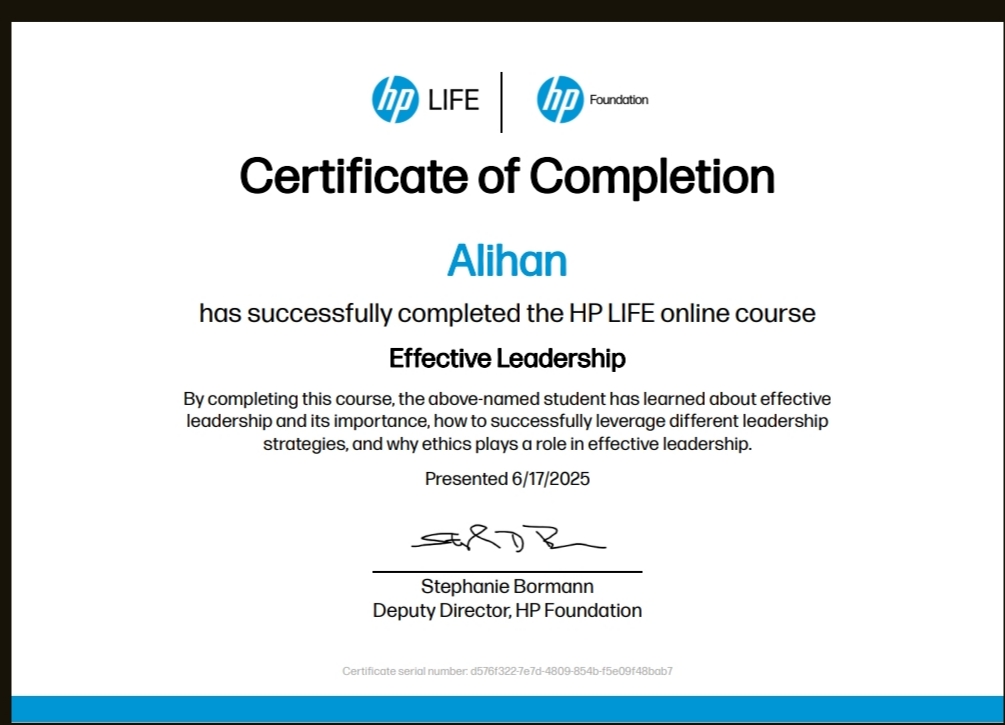 hp LIFE hp Foundation
Certificate of Completion
Alihan
has successfully completed the HP LIFE online course
Effective Leadership
By completing this course, the above-named student has learned about effective
leadership and its importance, how to successfully leverage different leadership
strategies, and why ethics plays a role in effective leadership.
Presented 6/17/2025
Stephanie Bormann
Deputy Director, HP Foundation
Certificate serial number: d576f322-7e7d-4809-854b-f5e09f48bab7